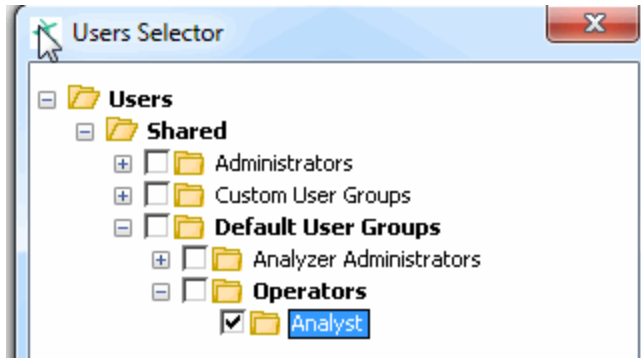 Users Selector
Users
Shared
Administrators
Custom User Groups
Default User Groups
Analyzer Administrators
Operators
Analyst